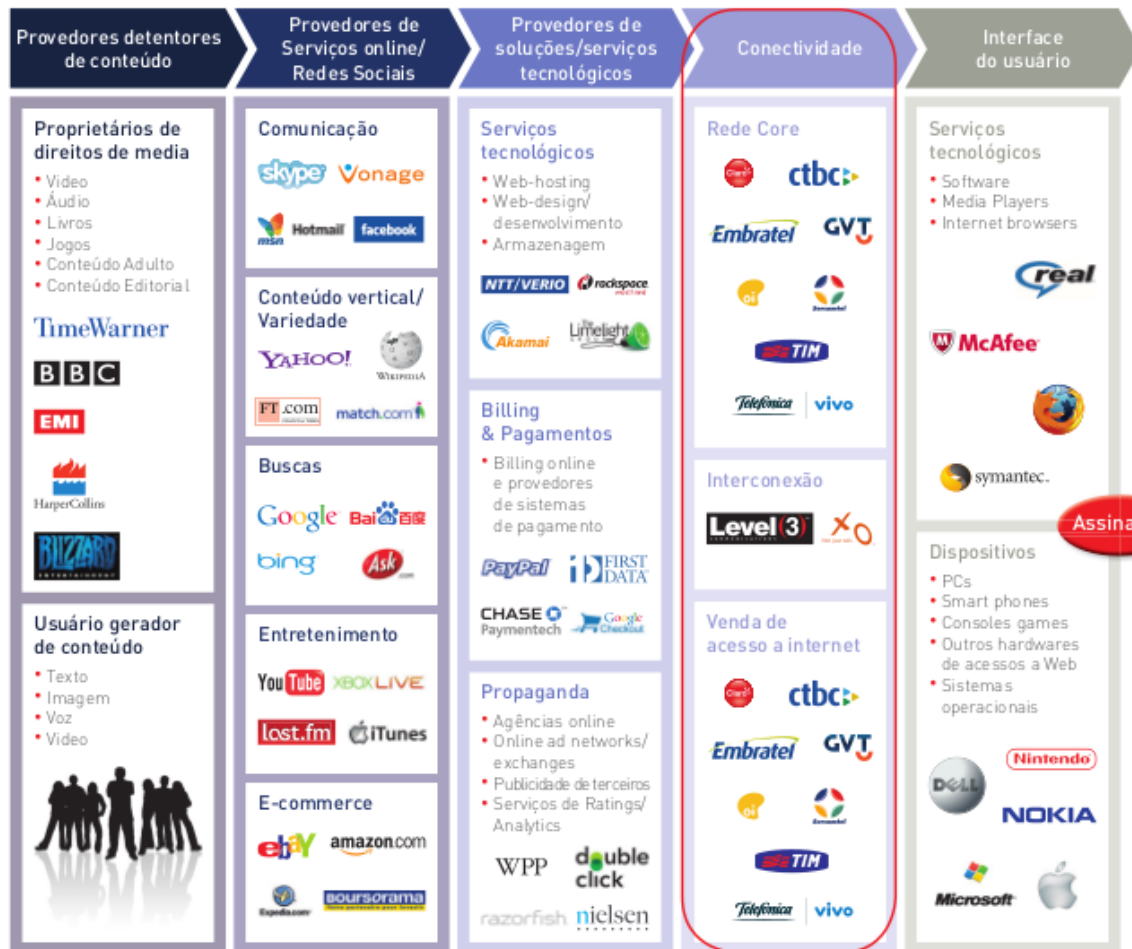 Provedores detentores
de conteúdo
Provedores de
Serviços online/
Redes Sociais
Provedores de
soluções/serviços
tecnológicos
Conectividade
Interface
do usuário
Proprietários de
direitos de media
• Video
• Áudio
• Livros
• Jogos
• Conteúdo Adulto
• Conteúdo Editorial
TimeWarner
BBC
EMI
HarperCollins
BLIZZARD
ENTERTAINMENT
Usuário gerador
de conteúdo
• Texto
• Imagem
• Voz
• Video
Comunicação
skype
Vonage
msn
Hotmail
facebook
Conteúdo vertical/
Variedade
YAHOO!
WIKIPEDIA
FT.com
match.com
Buscas
Google
Baidu百度
bing
Ask.com
Entretenimento
YouTube
XBOX LIVE
lost.fm
iTunes
E-commerce
ebay
amazon.com
Expedia.com
BOURSORAMA
Serviços
tecnológicos
• Web-hosting
• Web-design/
desenvolvimento
• Armazenagem
NTT/VERIO
rackspace
Akamai
Limelight
Billing
& Pagamentos
• Billing online
e provedores
de sistemas
de pagamento
PayPal
FIRST
DATA
CHASE
Paymentech
Google
Checkout
Propaganda
• Agências online
• Online ad networks/
exchanges
• Publicidade de terceiros
• Serviços de Ratings/
Analytics
WPP
double
click
razorfish
nielsen
Rede Core
Claro
ctbc
Embratel
GVT
oi
Sercomtel
TIM
Telefónica
vivo
Interconexão
Level(3)
XO
Venda de
acesso a internet
Claro
ctbc
Embratel
GVT
oi
Sercomtel
TIM
Telefónica
vivo
Serviços
tecnológicos
• Software
• Media Players
• Internet browsers
real
McAfee
symantec.
Assina
Dispositivos
• PCs
• Smart phones
• Consoles games
• Outros hardwares
de acessos a Web
• Sistemas
operacionais
DELL
Nintendo
NOKIA
Microsoft